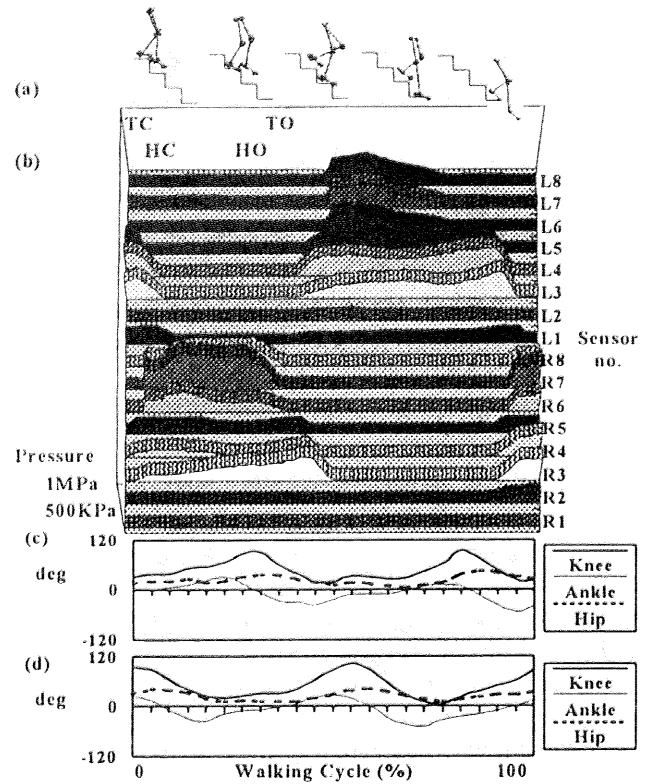 (a)
TC TO
HC HO
(b)
L8
L7
L6
L5
L4
L3
L2
L1
R8
R7
R6
R5
R4
R3
R2
R1
Sensor
no.
Pressure
1MPa
500KPa
(c)
120
deg
0
-120
Knee
Ankle
Hip
(d)
120
deg
0
-120
Knee
Ankle
Hip
0 Walking Cycle (%) 100